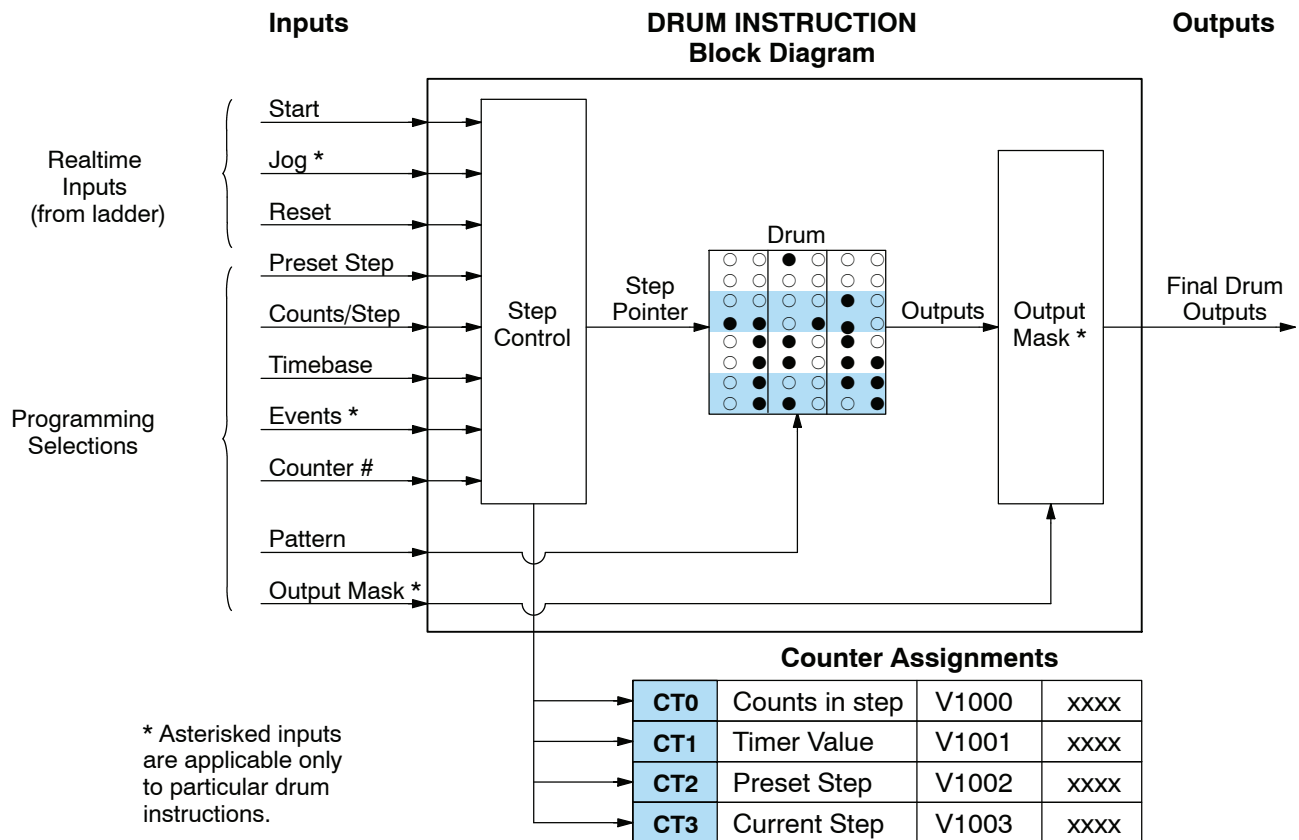 Inputs
DRUM INSTRUCTION
Block Diagram
Outputs
Realtime
Inputs
(from ladder)
Start
Jog *
Reset
Programming
Selections
Preset Step
Counts/Step
Timebase
Events *
Counter #
Pattern
Output Mask *
Step
Control
Step
Pointer
Drum
Outputs
Output
Mask *
Final Drum
Outputs
Counter Assignments
CT0 Counts in step V1000 xxxx
CT1 Timer Value V1001 xxxx
CT2 Preset Step V1002 xxxx
CT3 Current Step V1003 xxxx
* Asterisked inputs
are applicable only
to particular drum
instructions.